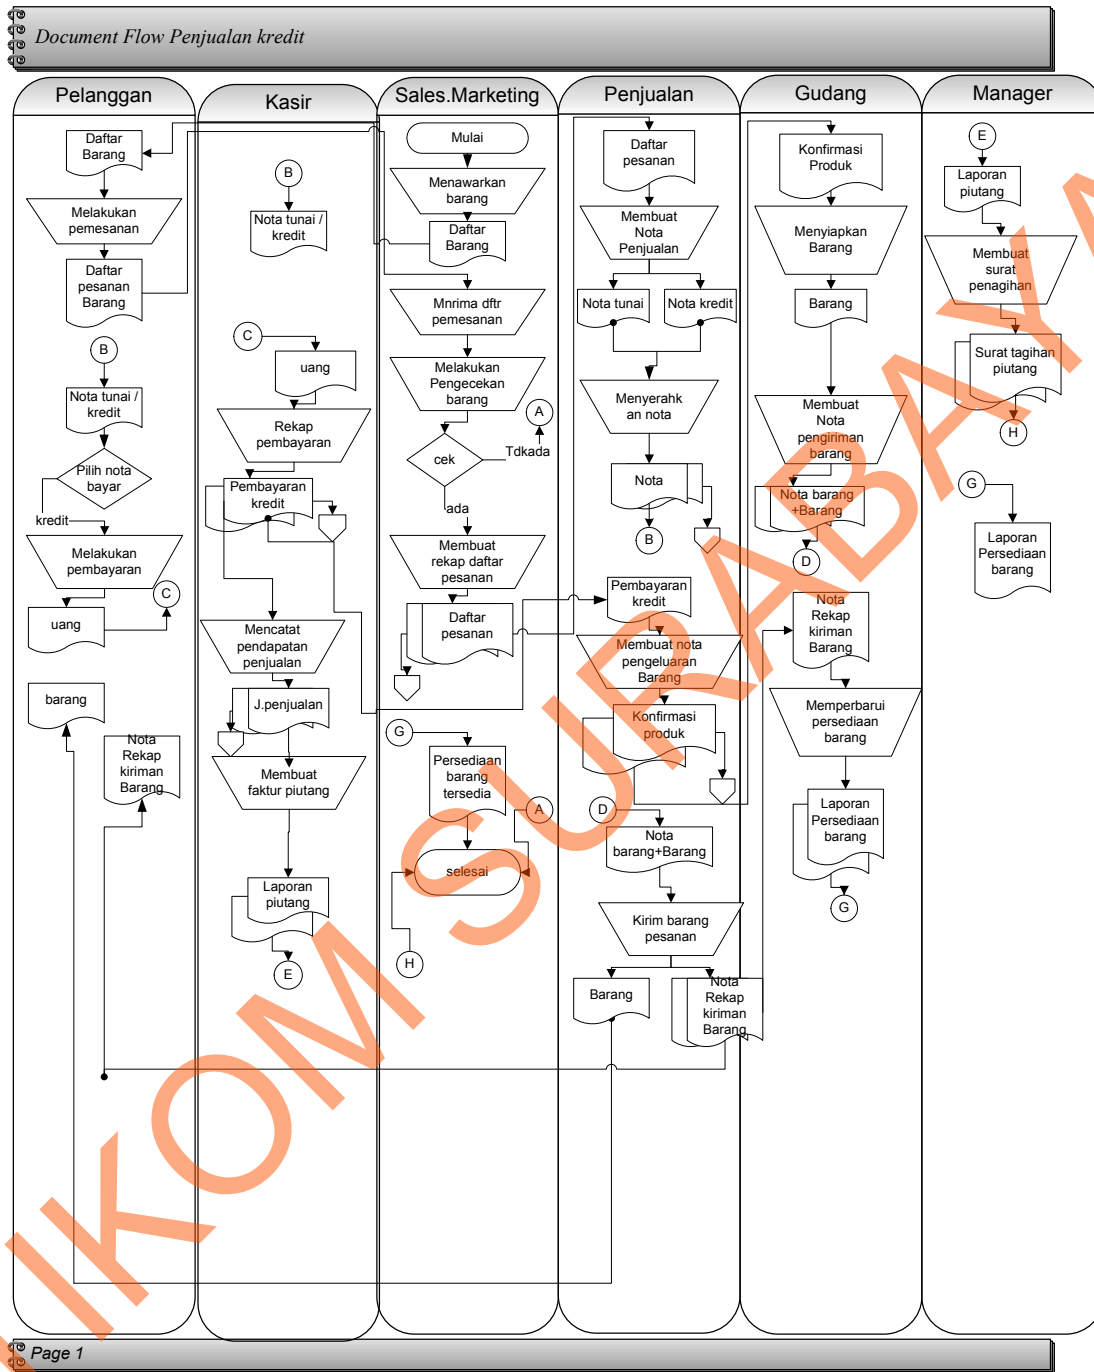 Document Flow Penjualan kredit
Pelanggan
Daftar
Barang
Melakukan
pemesanan
Daftar
pesanan
Barang
B
Nota tunai /
kredit
Pilih nota
bayar
kredit
Melakukan
pembayaran
C
uang
barang
Nota
Rekap
kiriman
Barang
Kasir
B
Nota tunai /
kredit
C
uang
Rekap
pembayaran
Pembayaran
kredit
Mencatat
pendapatan
penjualan
J.penjualan
Membuat
faktur piutang
Laporan
piutang
E
Sales.Marketing
Mulai
Menawarkan
barang
Daftar
Barang
Mnrima dftr
pemesanan
Melakukan
Pengecekan
barang
A
cek
Tdkada
ada
Membuat
rekap daftar
pesanan
Daftar
pesanan
G
Persediaan
barang
tersedia
A
selesai
H
Penjualan
Daftar
pesanan
Membuat
Nota
Penjualan
Nota tunai
Nota kredit
Menyerahk
an nota
Nota
B
Pembayaran
kredit
Membuat nota
pengeluaran
Barang
Konfirmasi
produk
D
Nota
barang+Barang
Kirim barang
pesanan
Barang
Nota
Rekap
kiriman
Barang
Gudang
Konfirmasi
Produk
Menyiapkan
Barang
Barang
Membuat
Nota
pengiriman
barang
Nota barang
+Barang
D
Nota
Rekap
kiriman
Barang
Memperbarui
persediaan
barang
Laporan
Persediaan
barang
G
Manager
E
Laporan
piutang
Membuat
surat
penagihan
Surat tagihan
piutang
H
G
Laporan
Persediaan
barang
IKOM SURABAYA
Page 1